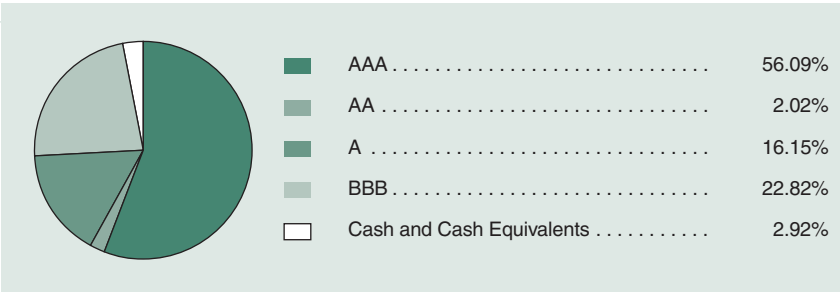 AAA . . . . . . . . . . . . . . . . . . . . . . . . . . . . . . 56.09%
AA . . . . . . . . . . . . . . . . . . . . . . . . . . . . . . . 2.02%
A . . . . . . . . . . . . . . . . . . . . . . . . . . . . . . . . 16.15%
BBB . . . . . . . . . . . . . . . . . . . . . . . . . . . . . . 22.82%
Cash and Cash Equivalents . . . . . . . . . . . 2.92%